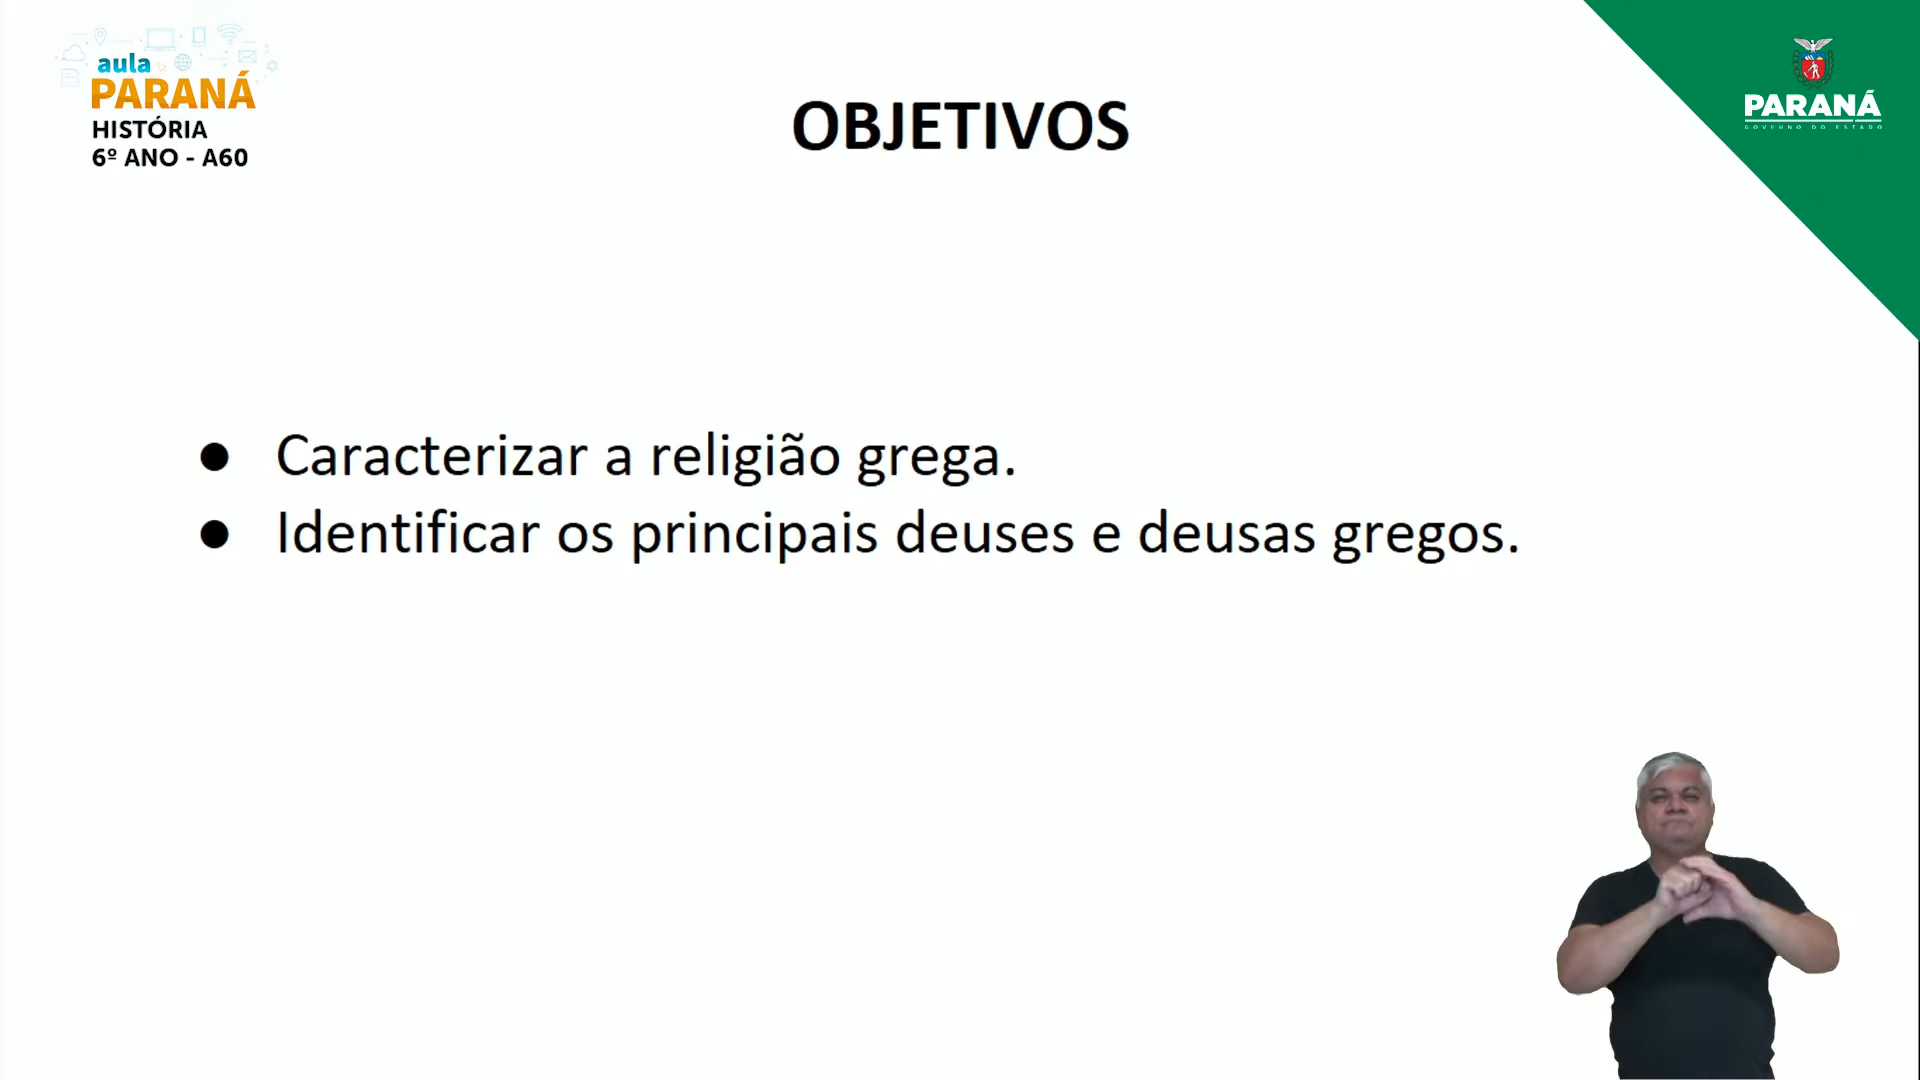 aula
PARANÁ
HISTÓRIA
6º ANO - A60
OBJETIVOS
PARANÁ
GOVERNO DO ESTADO
● Caracterizar a religião grega.
● Identificar os principais deuses e deusas gregos.